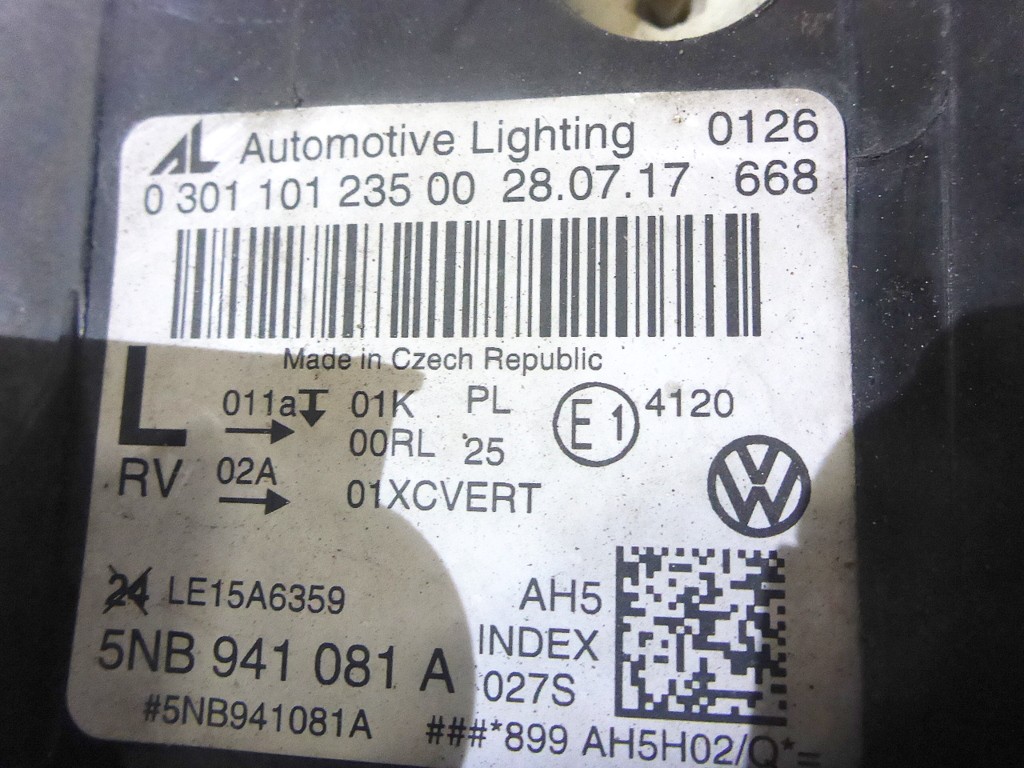 AL Automotive Lighting 0126
0 301 101 235 00 28.07.17 668
Made in Czech Republic
L 011a 01K PL E1 4120
00RL 25
RV 02A 01XCVERT
VW
24 LE15A6359 AH5
5NB 941 081 A INDEX
027S
#5NB941081A ###*899 AH5H02/Q*=